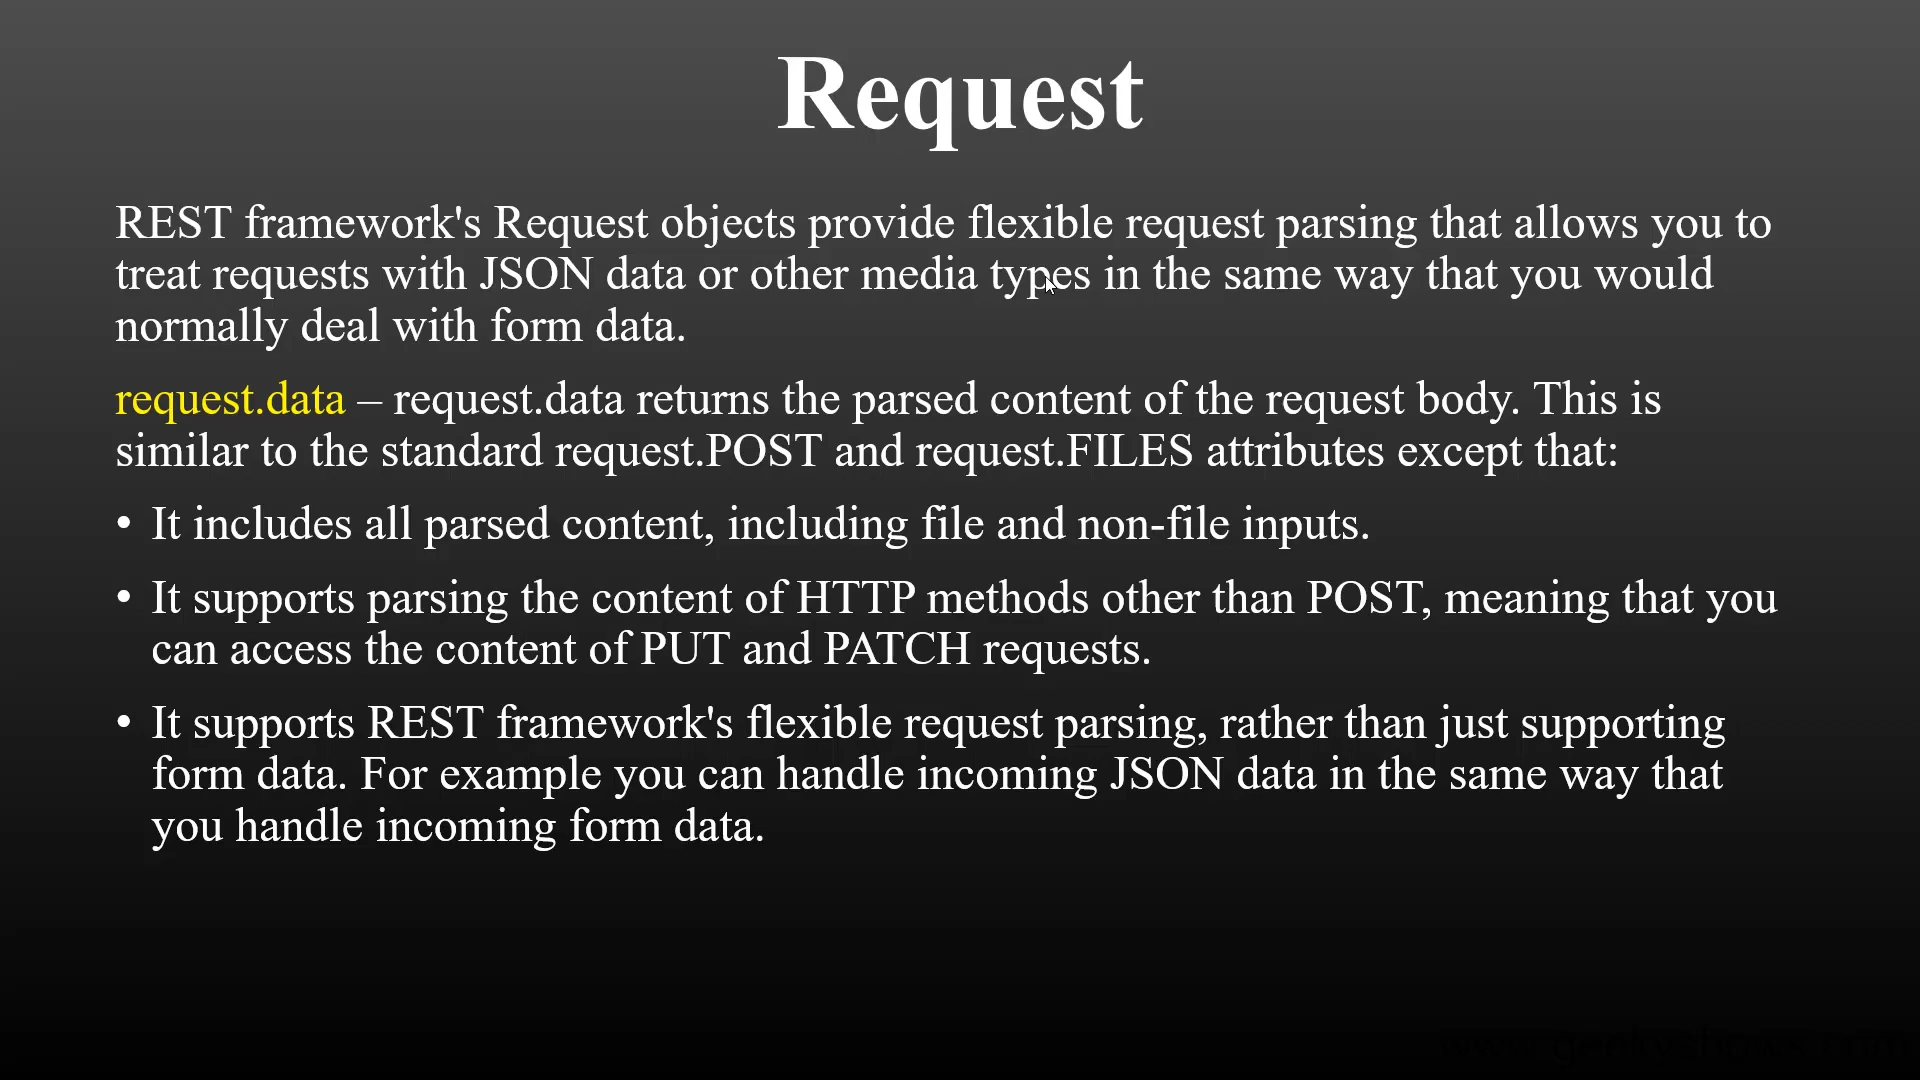 Request
REST framework's Request objects provide flexible request parsing that allows you to
treat requests with JSON data or other media types in the same way that you would
normally deal with form data.
request.data – request.data returns the parsed content of the request body. This is
similar to the standard request.POST and request.FILES attributes except that:
• It includes all parsed content, including file and non-file inputs.
• It supports parsing the content of HTTP methods other than POST, meaning that you
can access the content of PUT and PATCH requests.
• It supports REST framework's flexible request parsing, rather than just supporting
form data. For example you can handle incoming JSON data in the same way that
you handle incoming form data.